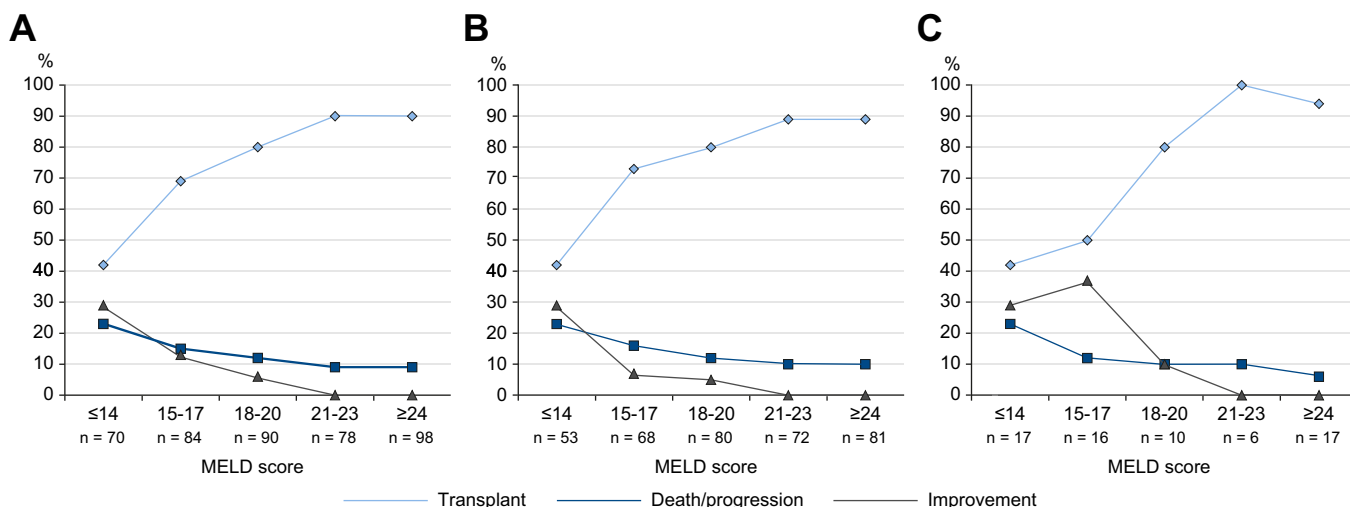 A
%
100
90
80
70
60
50
40
30
20
10
0
≤14 15-17 18-20 21-23 ≥24
n = 70 n = 84 n = 90 n = 78 n = 98
MELD score
B
%
100
90
80
70
60
50
40
30
20
10
0
≤14 15-17 18-20 21-23 ≥24
n = 53 n = 68 n = 80 n = 72 n = 81
MELD score
C
%
100
90
80
70
60
50
40
30
20
10
0
≤14 15-17 18-20 21-23 ≥24
n = 17 n = 16 n = 10 n = 6 n = 17
MELD score
Transplant Death/progression Improvement